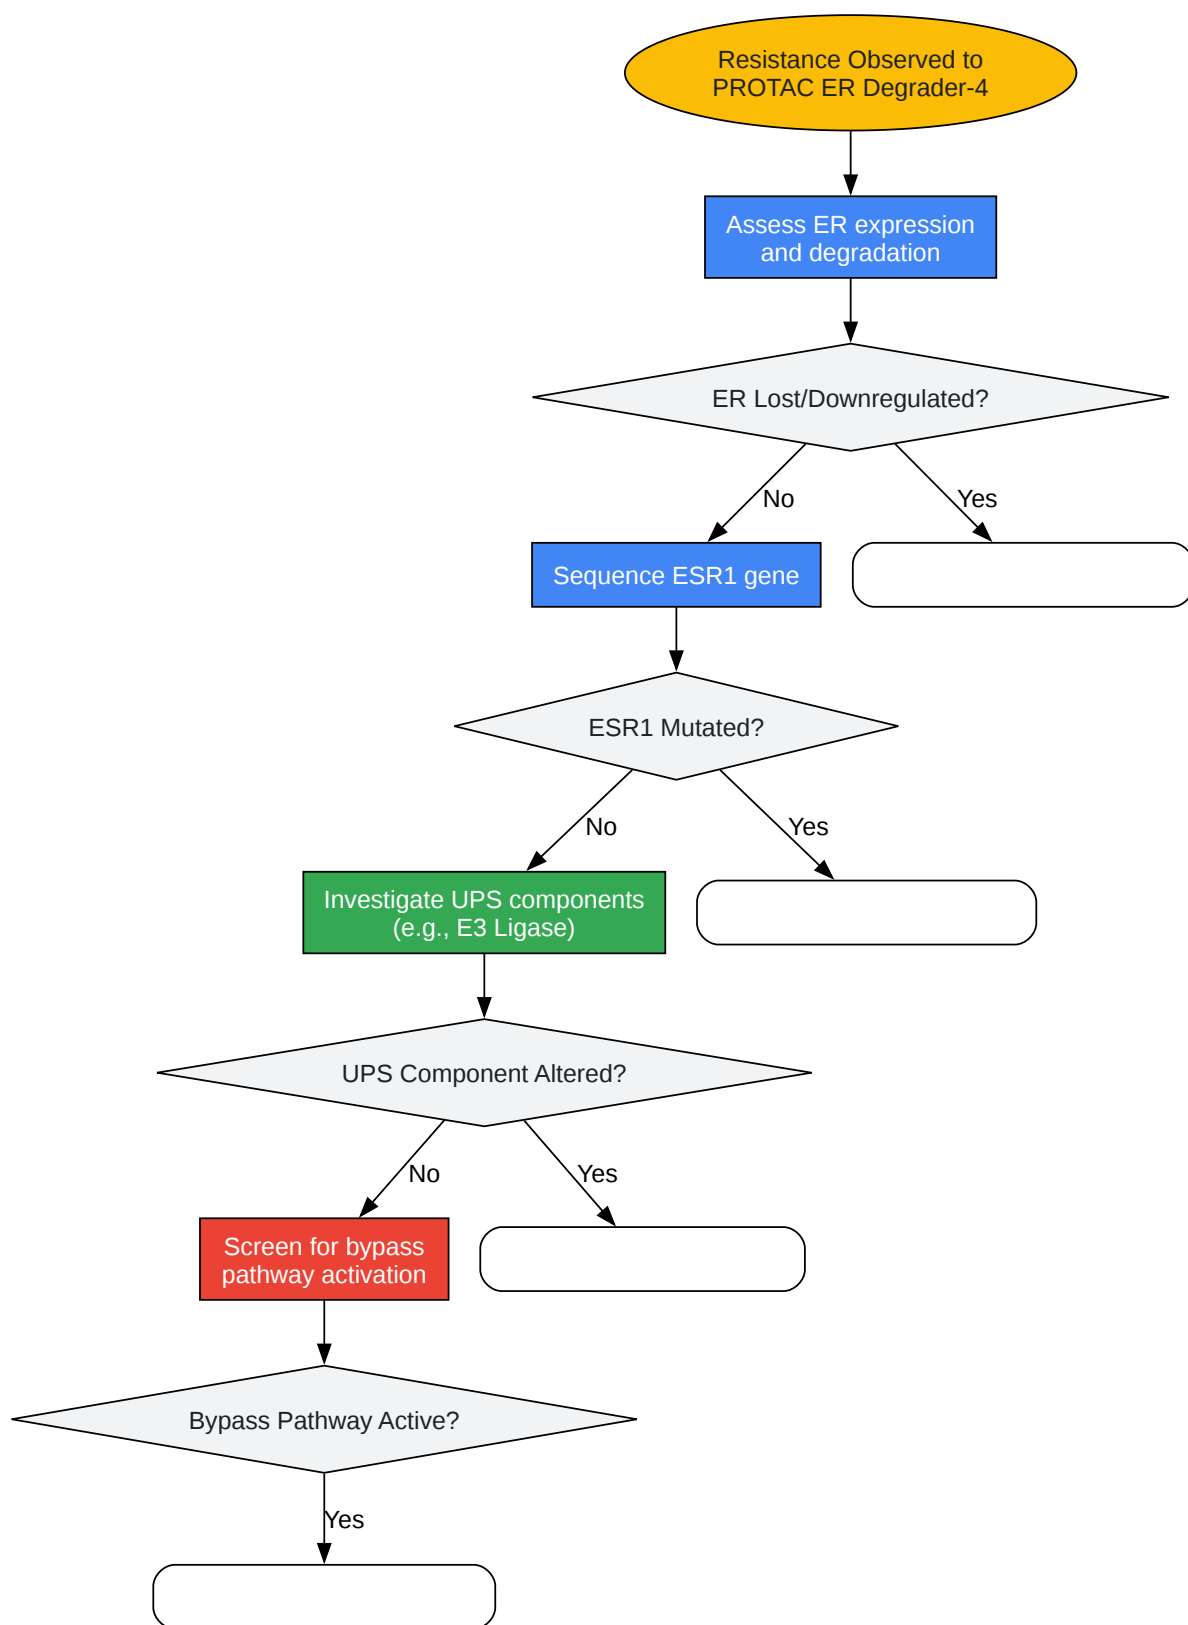 Resistance Observed to
PROTAC ER Degrader-4
Assess ER expression
and degradation
ER Lost/Downregulated?
No
Yes
Sequence ESR1 gene
ESR1 Mutated?
No
Yes
Investigate UPS components
(e.g., E3 Ligase)
UPS Component Altered?
No
Yes
Screen for bypass
pathway activation
Bypass Pathway Active?
Yes